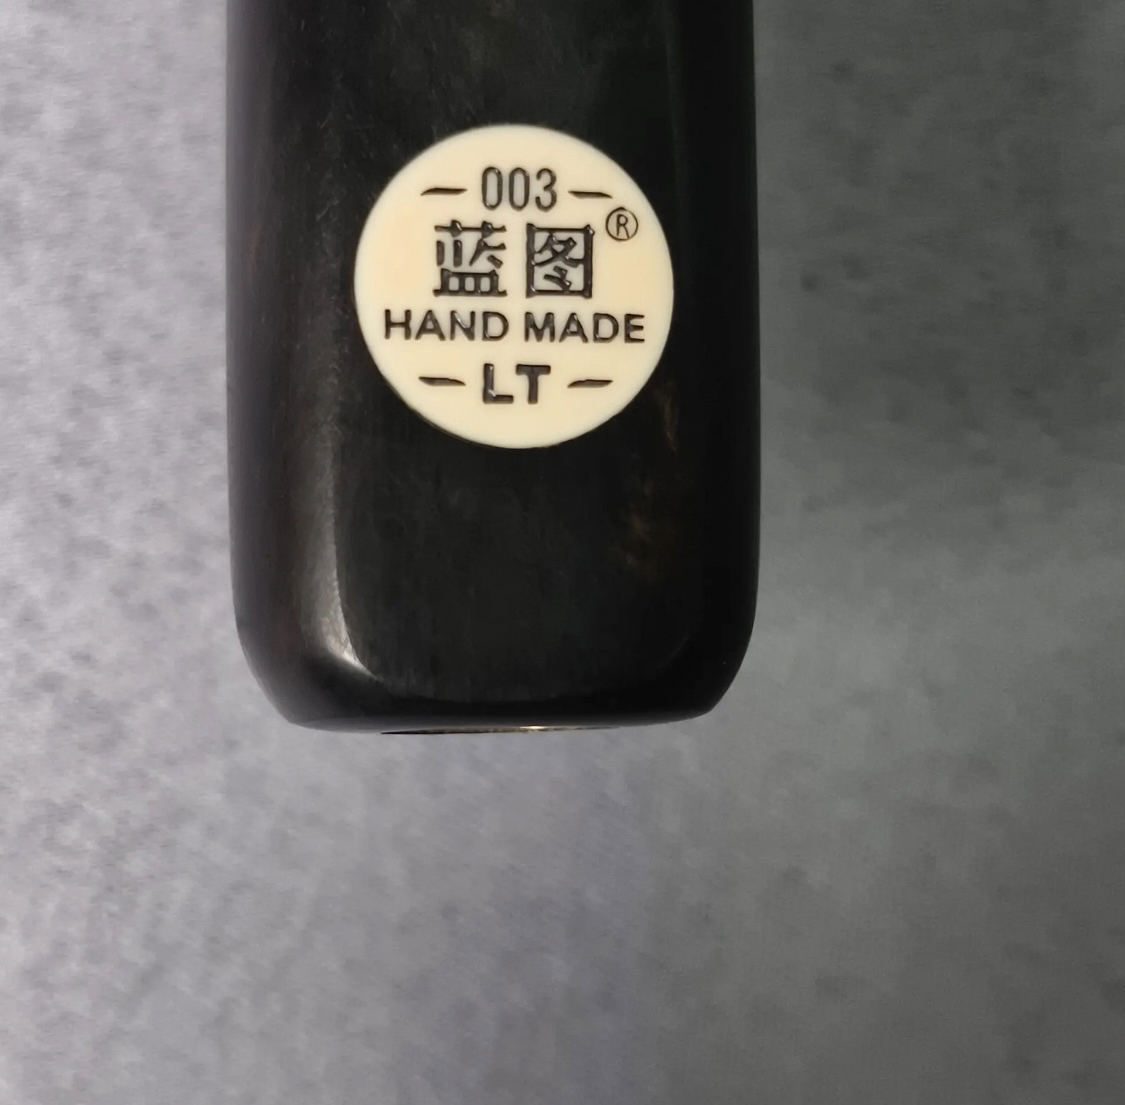 — 003 —
蓝图®
HAND MADE
— LT —